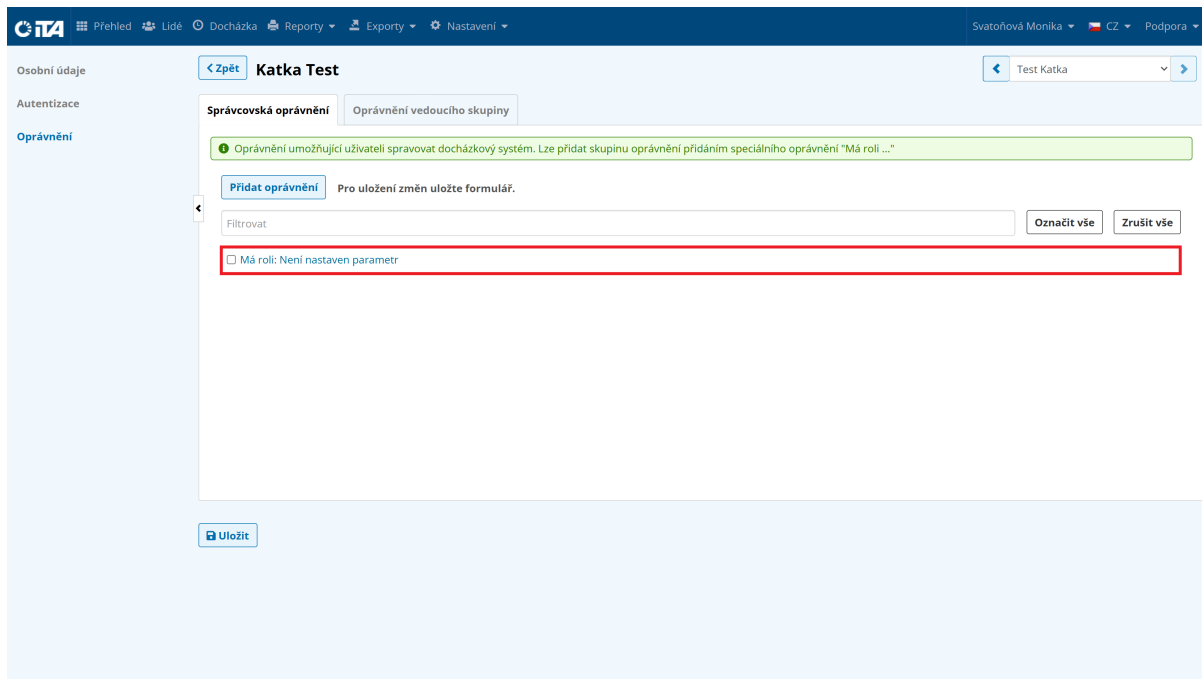 iTA Přehled Lidé Docházka Reporty Exporty Nastavení Svatoňová Monika CZ Podpora
Osobní údaje
Autentizace
Oprávnění
Zpět Katka Test Test Katka
Správcovská oprávnění Oprávnění vedoucího skupiny
Oprávnění umožňující uživateli spravovat docházkový systém. Lze přidat skupinu oprávnění přidáním speciálního oprávnění "Má roli ..."
Přidat oprávnění Pro uložení změn uložte formulář.
Filtrovat Označit vše Zrušit vše
Má roli: Není nastaven parametr
Uložit